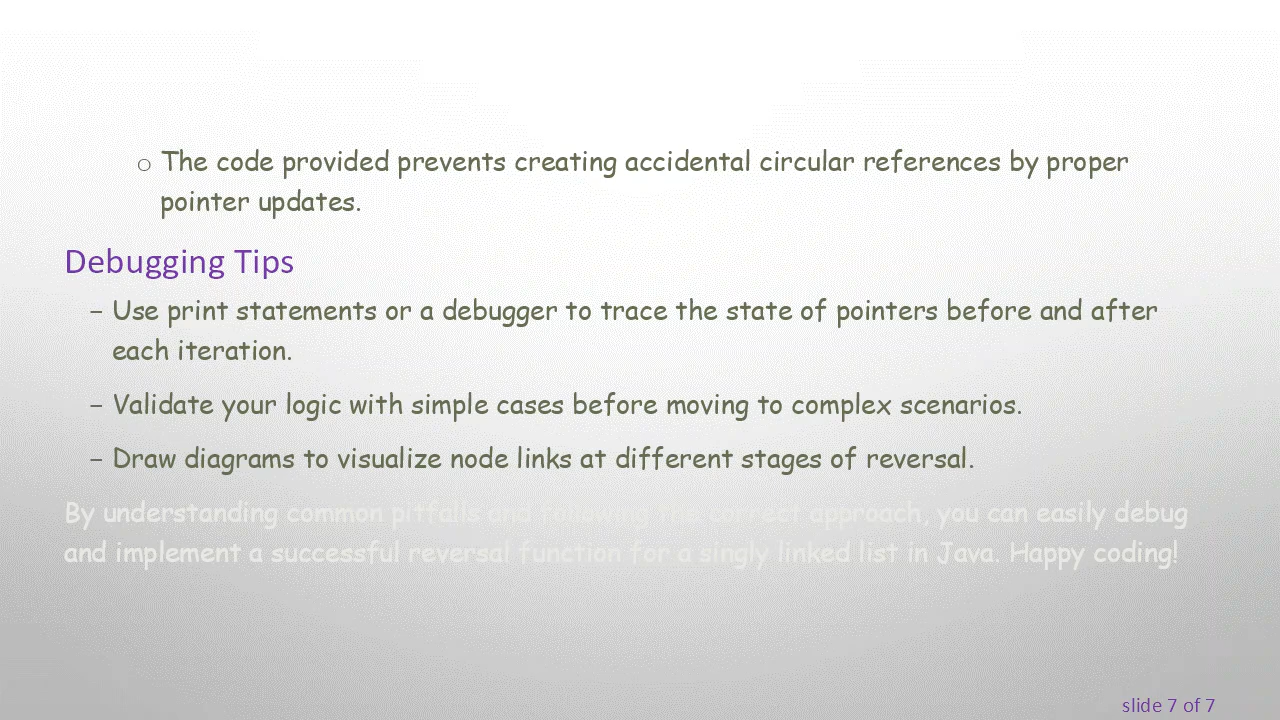 o The code provided prevents creating accidental circular references by proper
pointer updates.
Debugging Tips
– Use print statements or a debugger to trace the state of pointers before and after
each iteration.
– Validate your logic with simple cases before moving to complex scenarios.
– Draw diagrams to visualize node links at different stages of reversal.
By understanding common pitfalls and following the correct approach, you can easily debug
and implement a successful reversal function for a singly linked list in Java. Happy coding!
slide 7 of 7